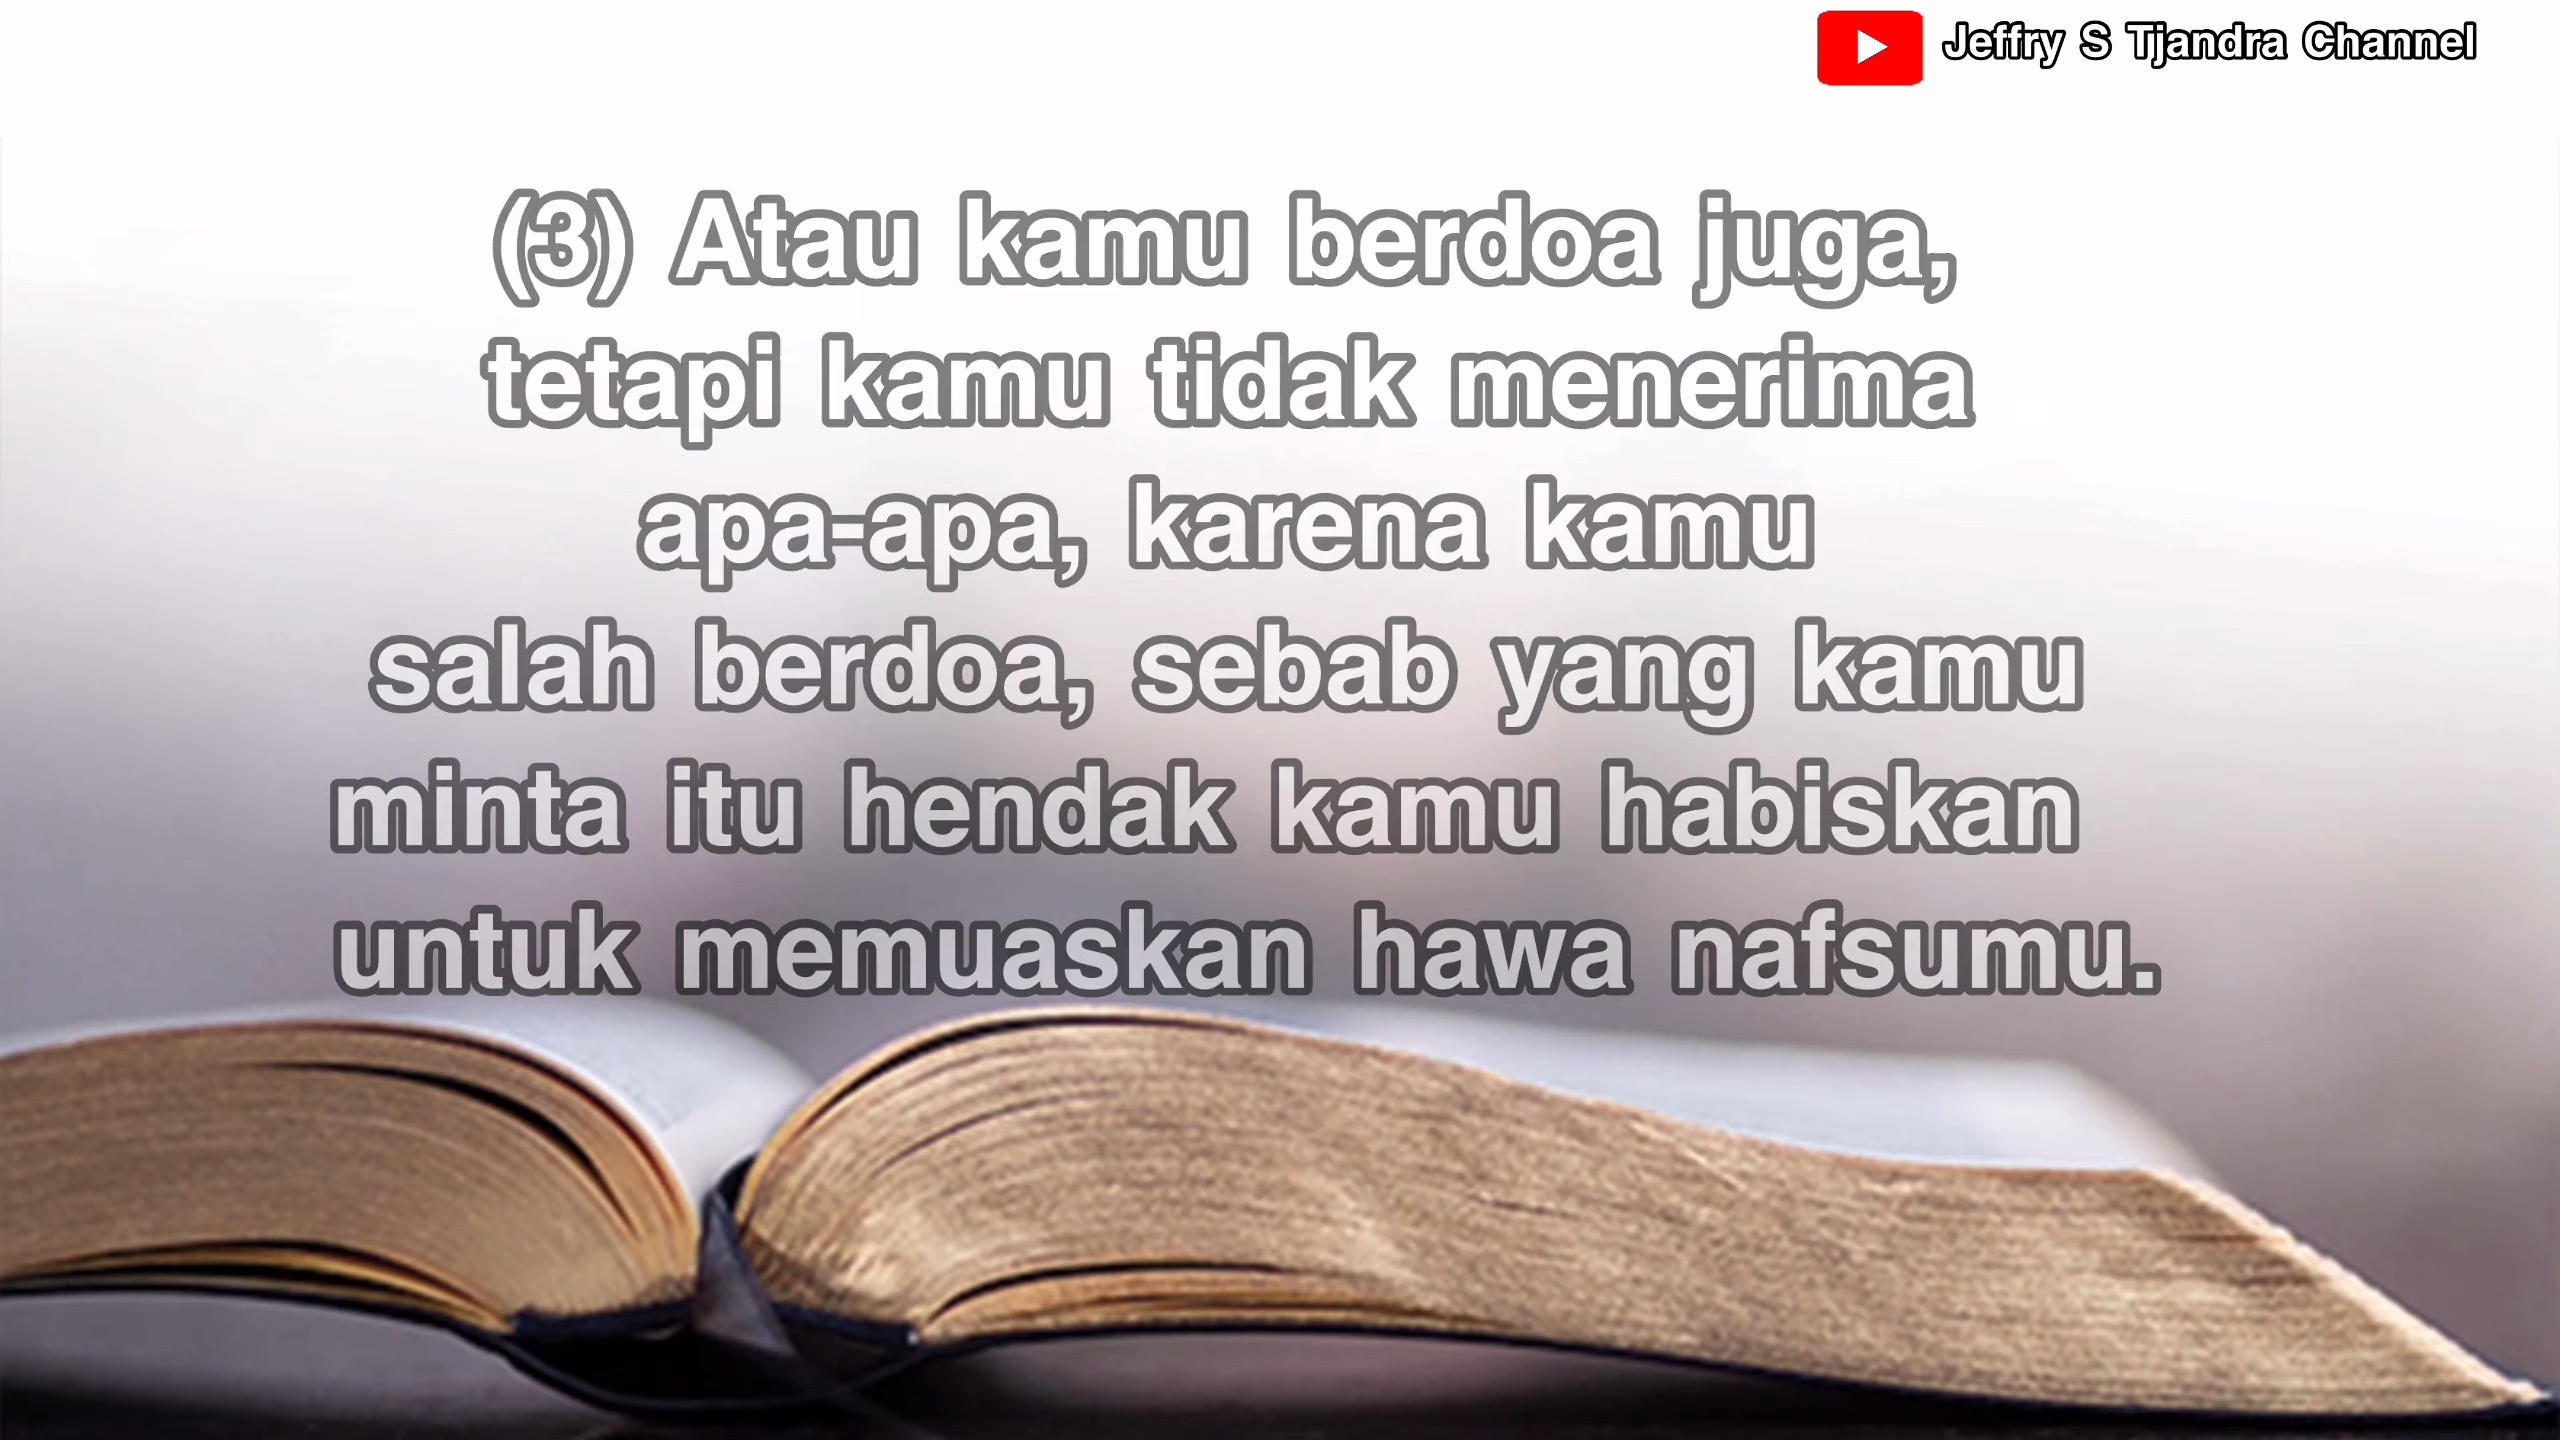 Jeffry S Tjandra Channel
(3) Atau kamu berdoa juga,
tetapi kamu tidak menerima
apa-apa, karena kamu
salah berdoa, sebab yang kamu
minta itu hendak kamu habiskan
untuk memuaskan hawa nafsumu.